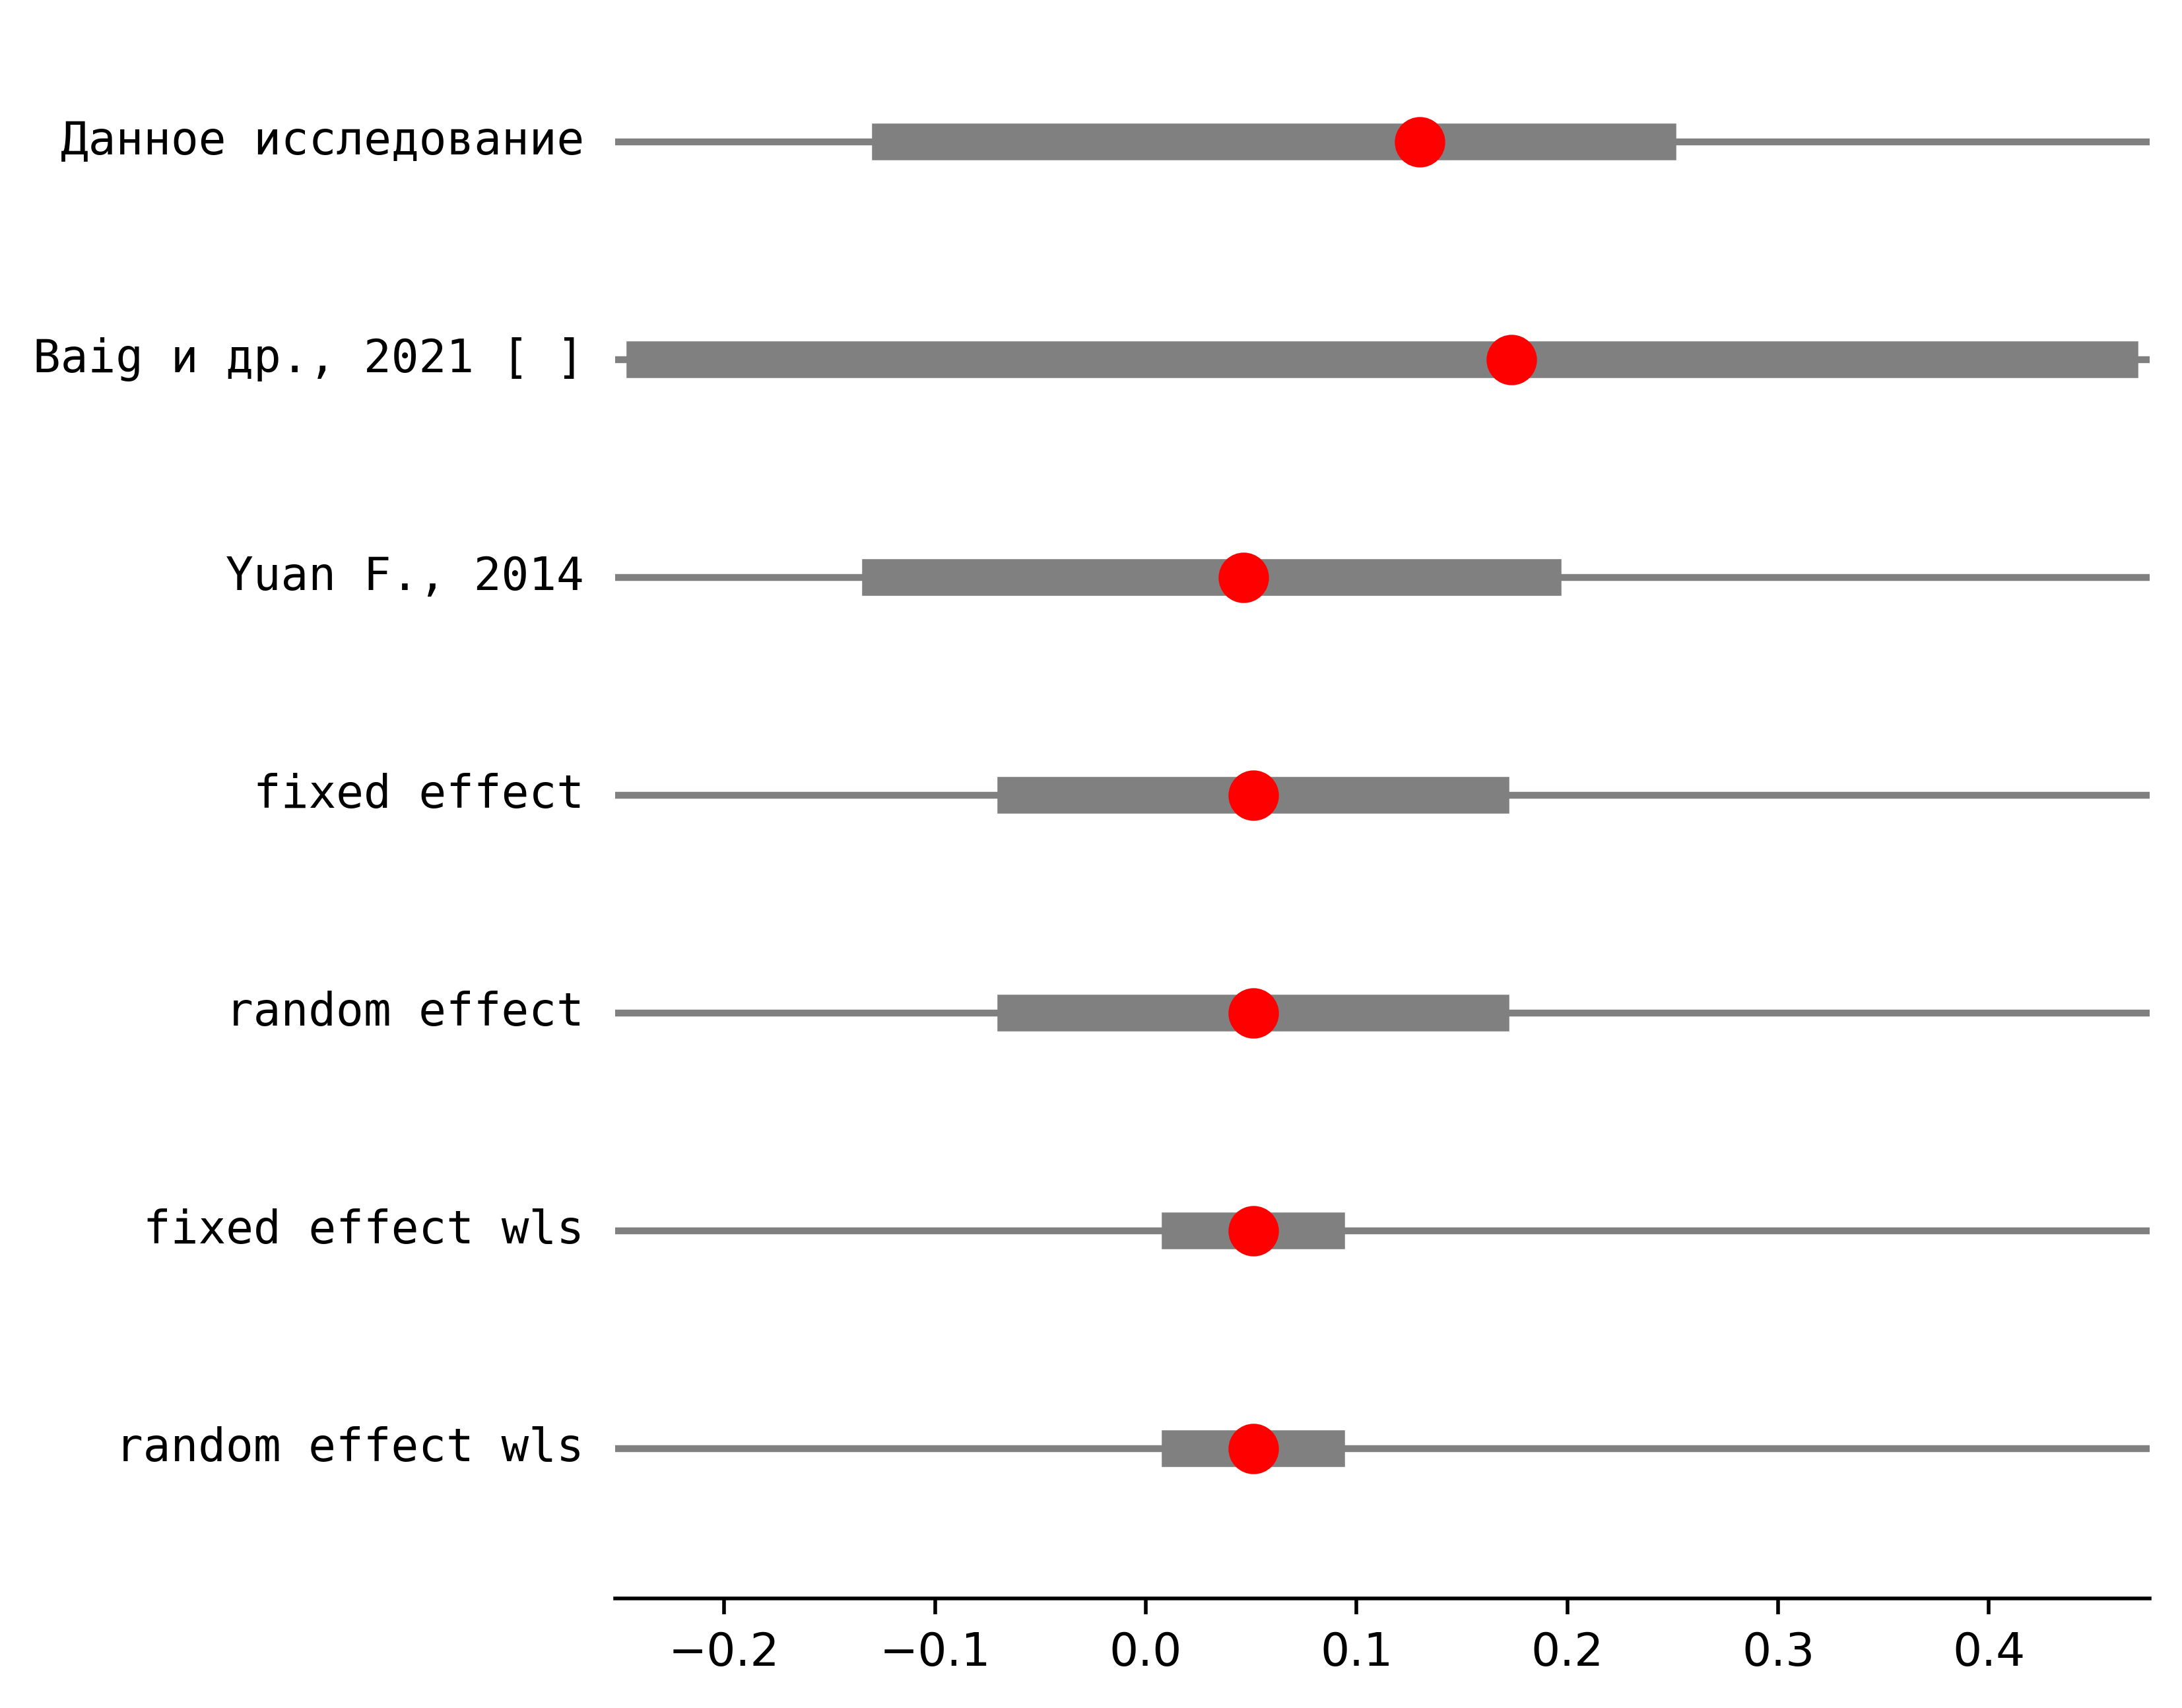 Данное исследование
Baig и др., 2021 [ ]
Yuan F., 2014
fixed effect
random effect
fixed effect wls
random effect wls
−0.2 −0.1 0.0 0.1 0.2 0.3 0.4